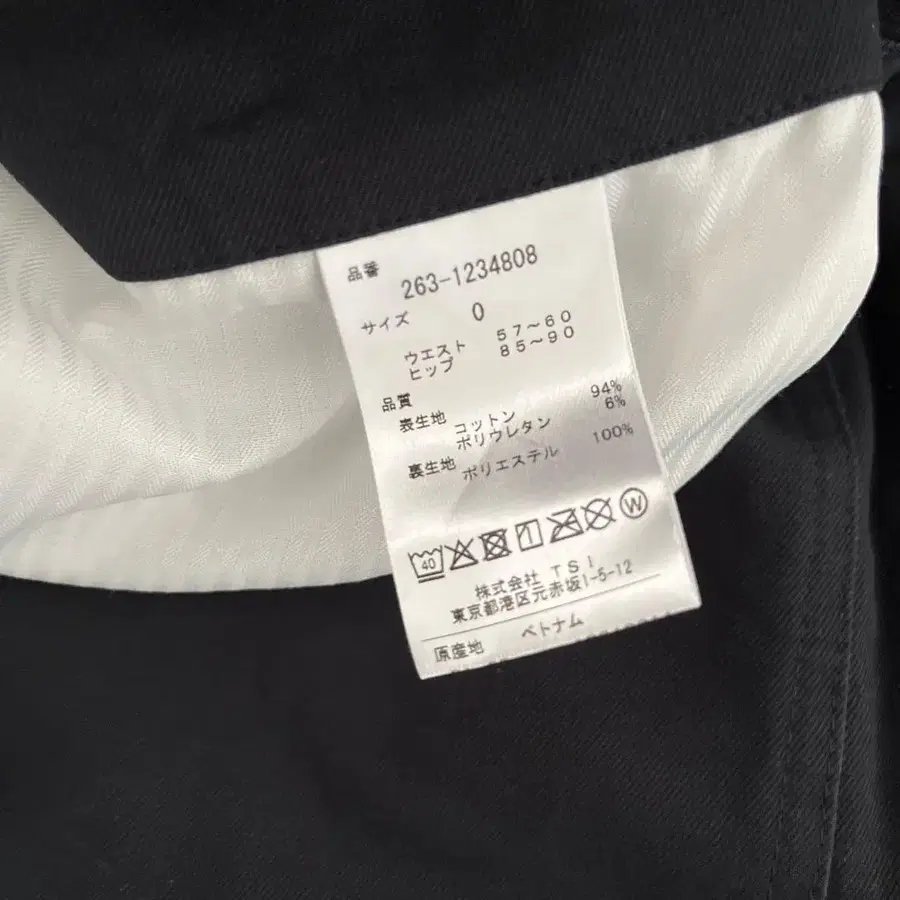 品番 263-1234808
サイズ 0
ウエスト 57～60
ヒップ 85～90
品質
表生地 コットン 94%
ポリウレタン 6%
裏生地 ポリエステル 100%
40 W
株式会社 TSI
東京都港区元赤坂1-5-12
原産地 ベトナム